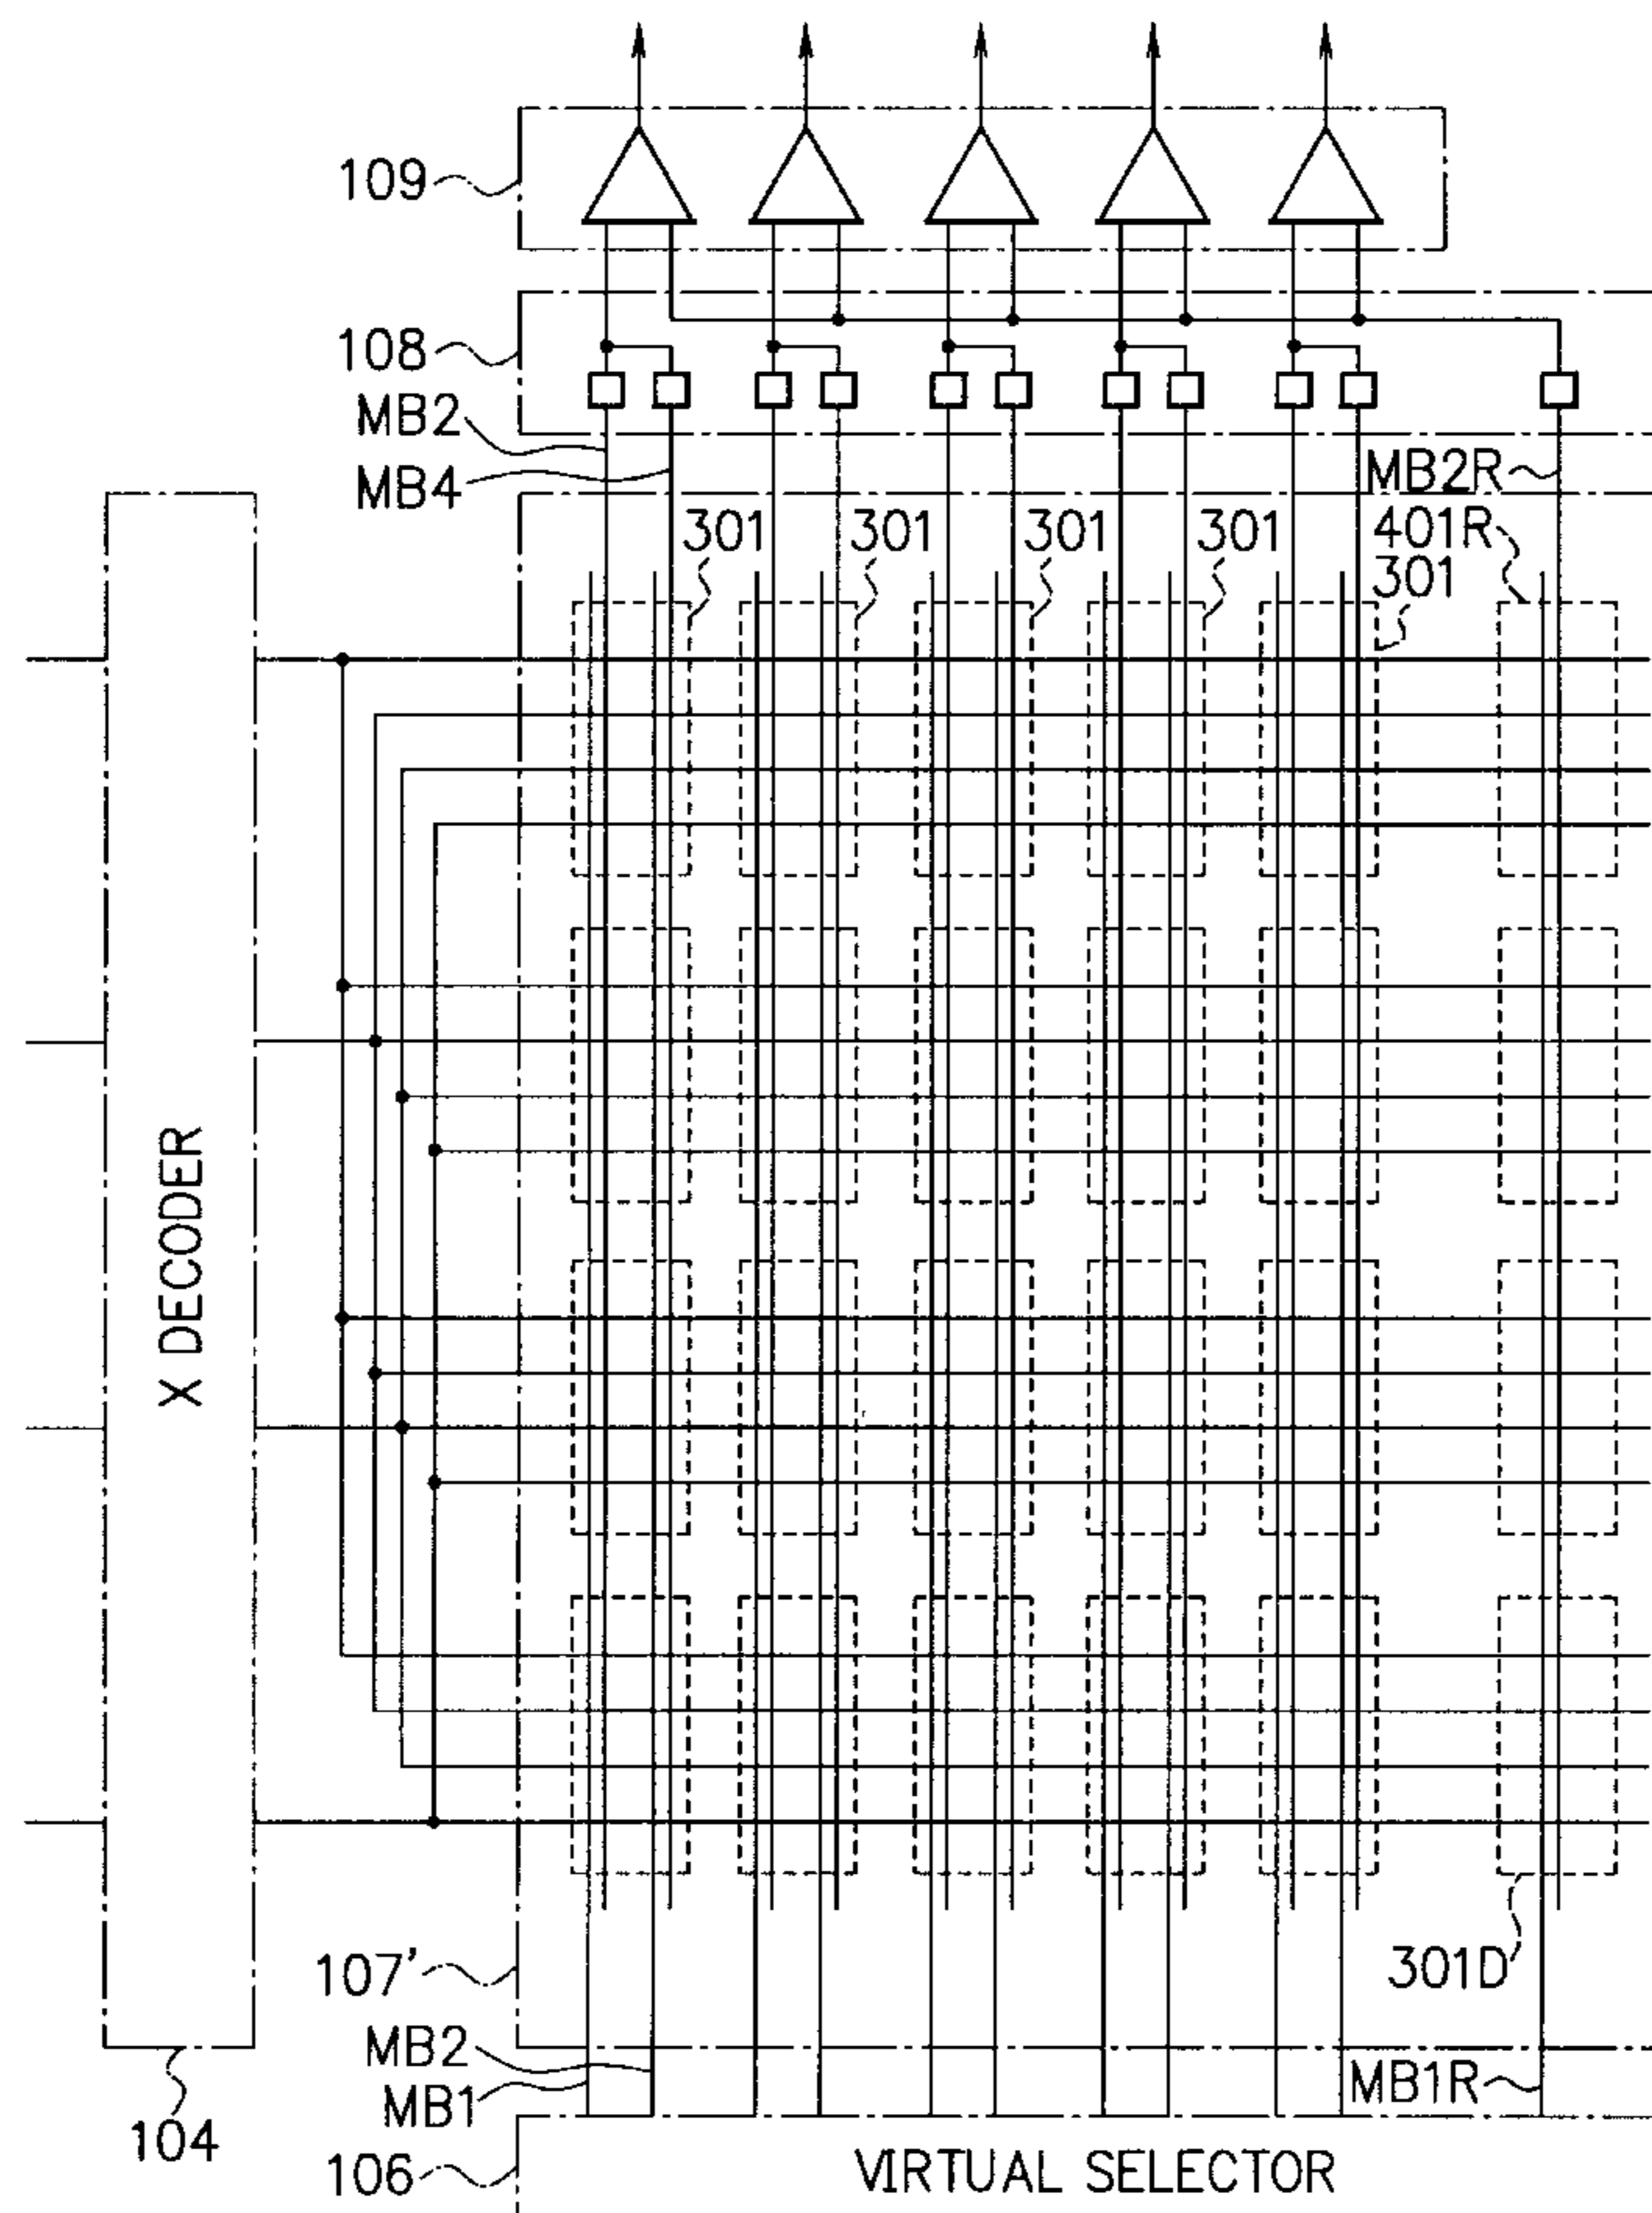 109
108
MB2
MB4
MB2R
301
301
301
301
401R
301
X DECODER
107'
301D
MB2
MB1
MB1R
104
106
VIRTUAL SELECTOR